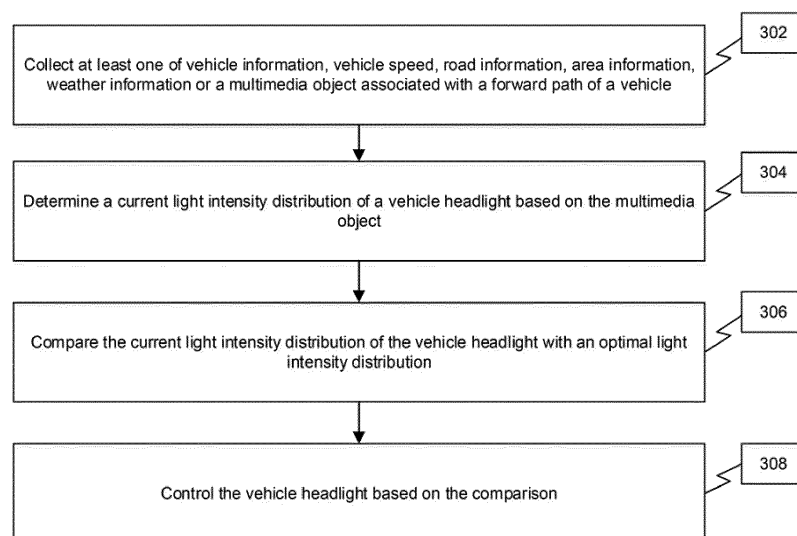 302
Collect at least one of vehicle information, vehicle speed, road information, area information,
weather information or a multimedia object associated with a forward path of a vehicle
304
Determine a current light intensity distribution of a vehicle headlight based on the multimedia
object
306
Compare the current light intensity distribution of the vehicle headlight with an optimal light
intensity distribution
308
Control the vehicle headlight based on the comparison